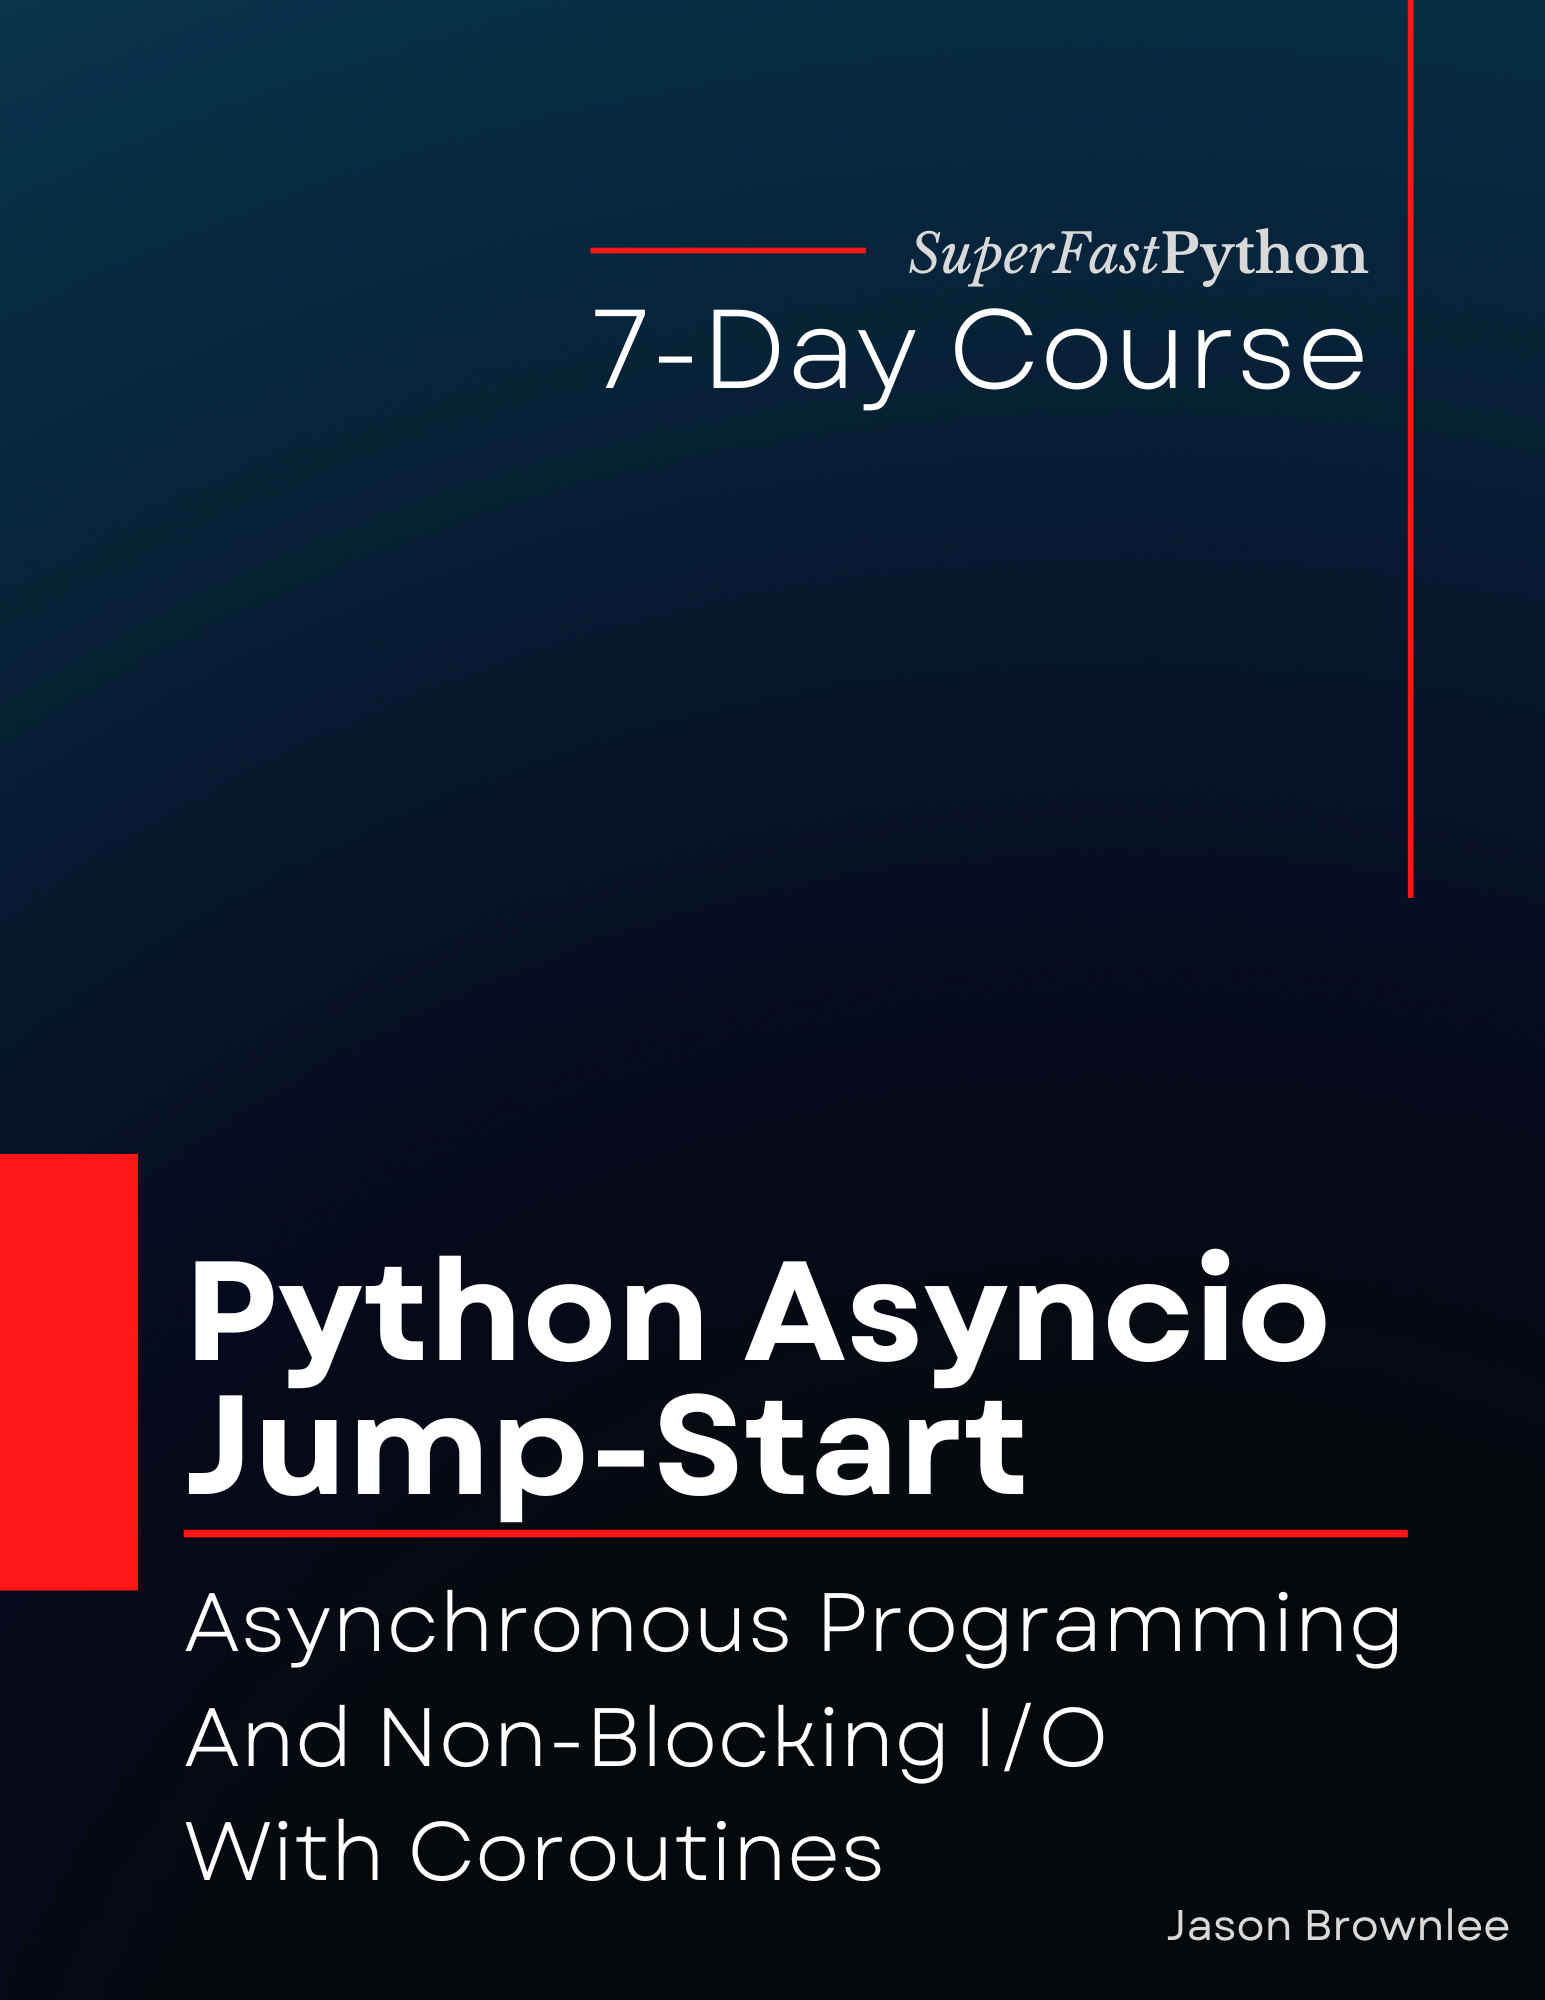 SuperFastPython
7-Day Course
Python Asyncio
Jump-Start
Asynchronous Programming
And Non-Blocking I/O
With Coroutines
Jason Brownlee